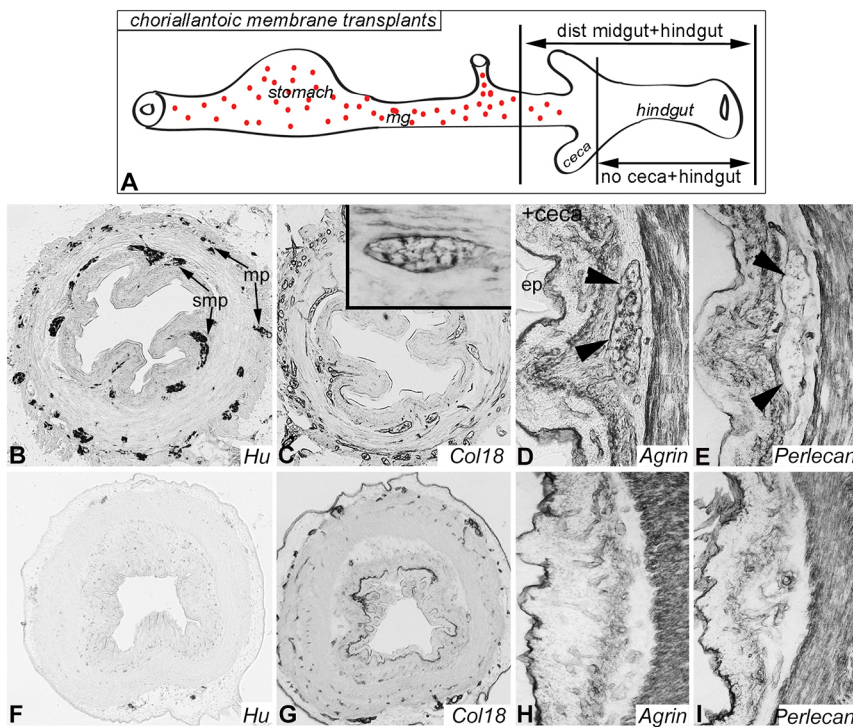 choriallantoic membrane transplants
dist midgut+hindgut
stomach
mg
hindgut
ceca
no ceca+hindgut
A
mp
smp
B
Hu
C
Col18
+ceca
ep
D
Agrin
E
Perlecan
F
Hu
G
Col18
H
Agrin
I
Perlecan